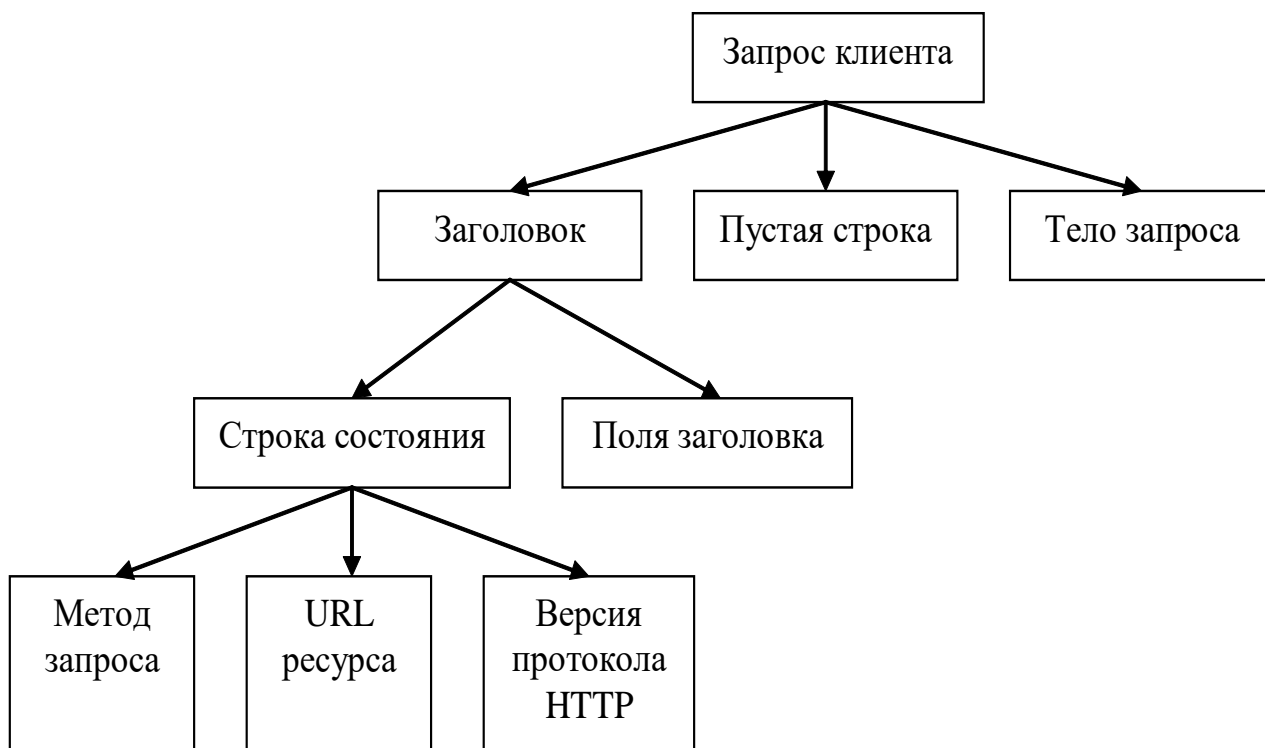 Запрос клиента
Заголовок
Пустая строка
Тело запроса
Строка состояния
Поля заголовка
Метод
запроса
URL
ресурса
Версия
протокола
HTTP